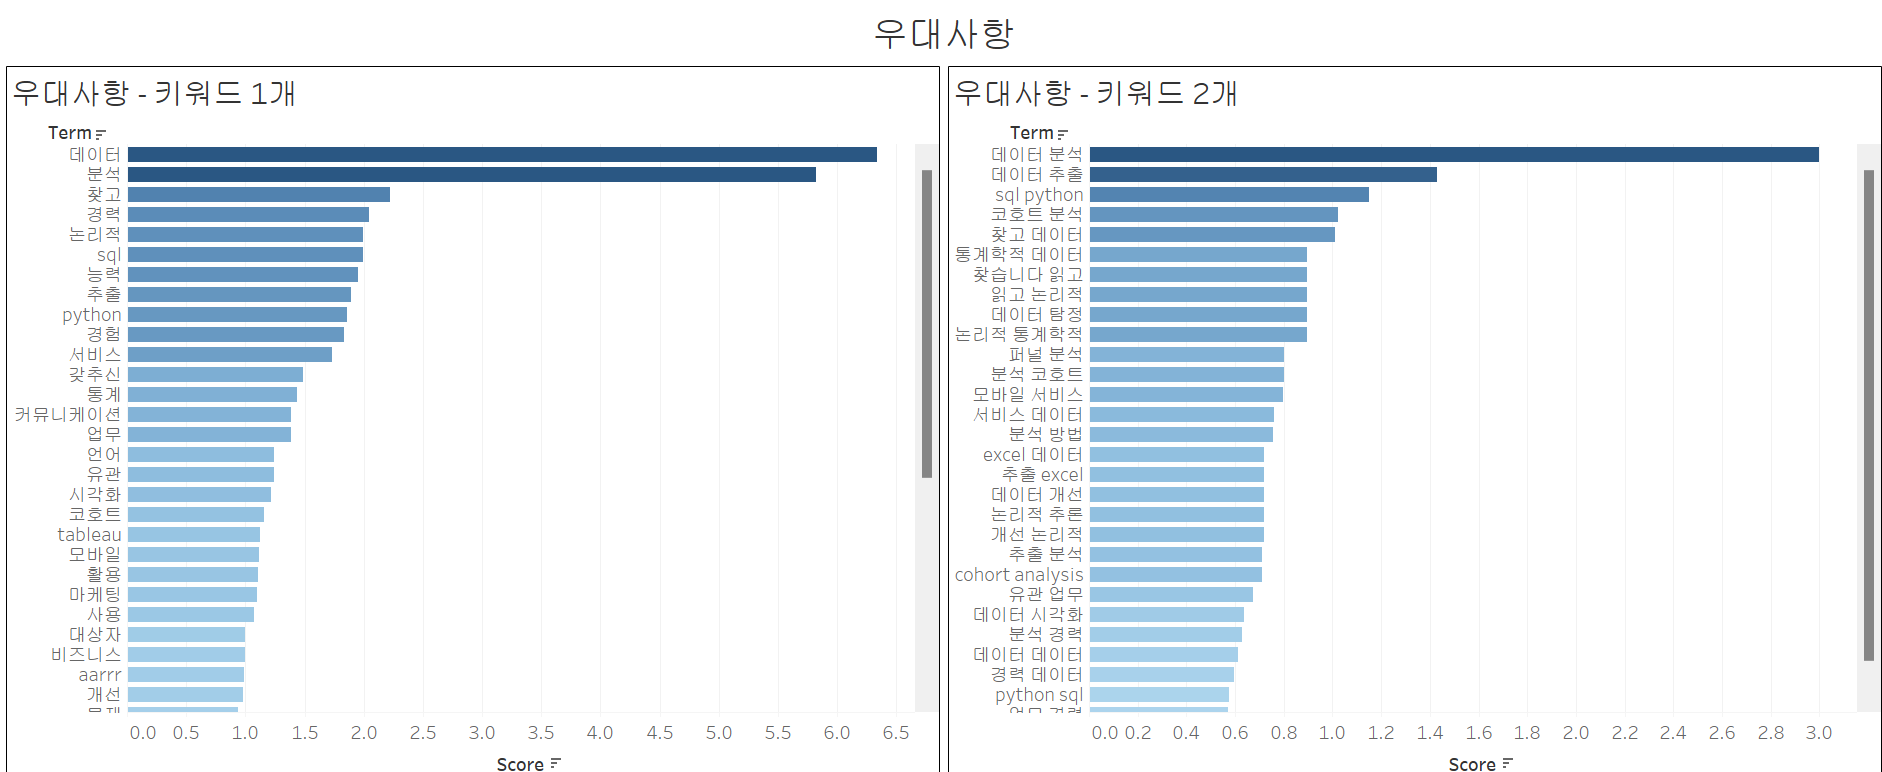 우대사항
우대사항 - 키워드 1개
Term
데이터
분석
찾고
경력
논리적
sql
능력
추출
python
경험
서비스
갖추신
통계
커뮤니케이션
업무
언어
유관
시각화
코호트
tableau
모바일
활용
마케팅
사용
대상자
비즈니스
aarrr
개선
0.0 0.5 1.0 1.5 2.0 2.5 3.0 3.5 4.0 4.5 5.0 5.5 6.0 6.5
Score
우대사항 - 키워드 2개
Term
데이터 분석
데이터 추출
sql python
코호트 분석
찾고 데이터
통계학적 데이터
찾습니다 읽고
읽고 논리적
데이터 탐정
논리적 통계학적
퍼널 분석
분석 코호트
모바일 서비스
서비스 데이터
분석 방법
excel 데이터
추출 excel
데이터 개선
논리적 추론
개선 논리적
추출 분석
cohort analysis
유관 업무
데이터 시각화
분석 경력
데이터 데이터
경력 데이터
python sql
업무 경력
0.0 0.2 0.4 0.6 0.8 1.0 1.2 1.4 1.6 1.8 2.0 2.2 2.4 2.6 2.8 3.0
Score